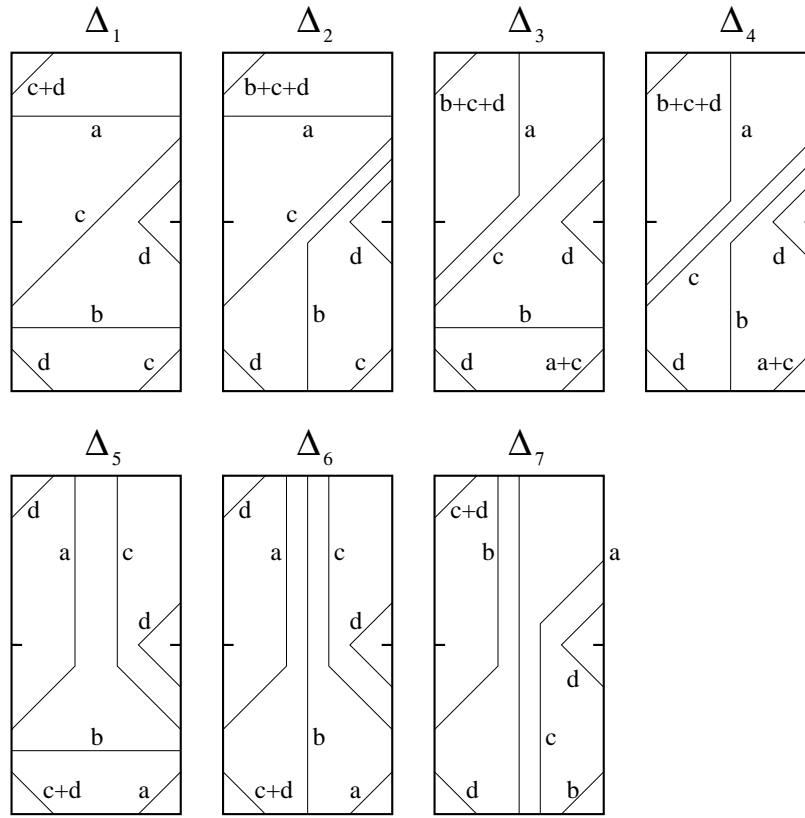 Δ₁ Δ₂ Δ₃ Δ₄
c+d b+c+d b+c+d b+c+d
a a a a
c c c c
d d d d
b b b b
d c d c d a+c d a+c
Δ₅ Δ₆ Δ₇
d d c+d
a c a c b a
d d d
b b c
c+d a c+d a d b